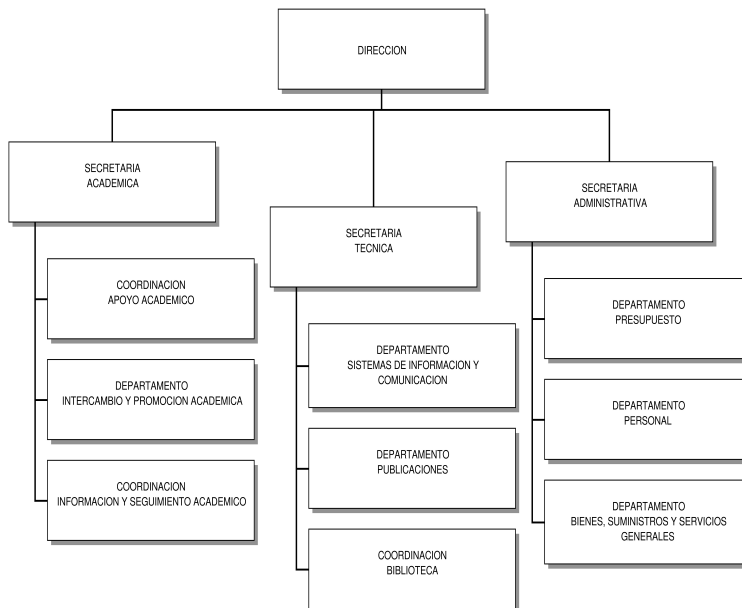 DIRECCION
SECRETARIA
ACADEMICA
COORDINACION
APOYO ACADEMICO
DEPARTAMENTO
INTERCAMBIO Y PROMOCION ACADEMICA
COORDINACION
INFORMACION Y SEGUIMIENTO ACADEMICO
SECRETARIA
TECNICA
DEPARTAMENTO
SISTEMAS DE INFORMACION Y
COMUNICACION
DEPARTAMENTO
PUBLICACIONES
COORDINACION
BIBLIOTECA
SECRETARIA
ADMINISTRATIVA
DEPARTAMENTO
PRESUPUESTO
DEPARTAMENTO
PERSONAL
DEPARTAMENTO
BIENES, SUMINISTROS Y SERVICIOS
GENERALES